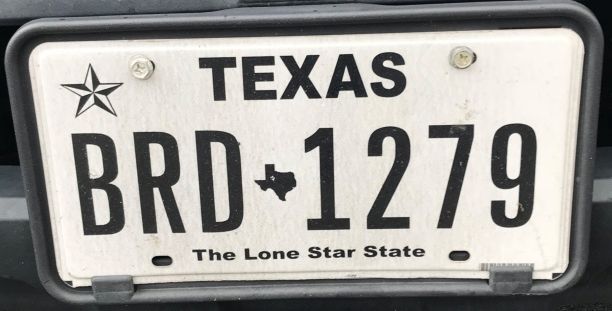 TEXAS
BRD 1279
The Lone Star State